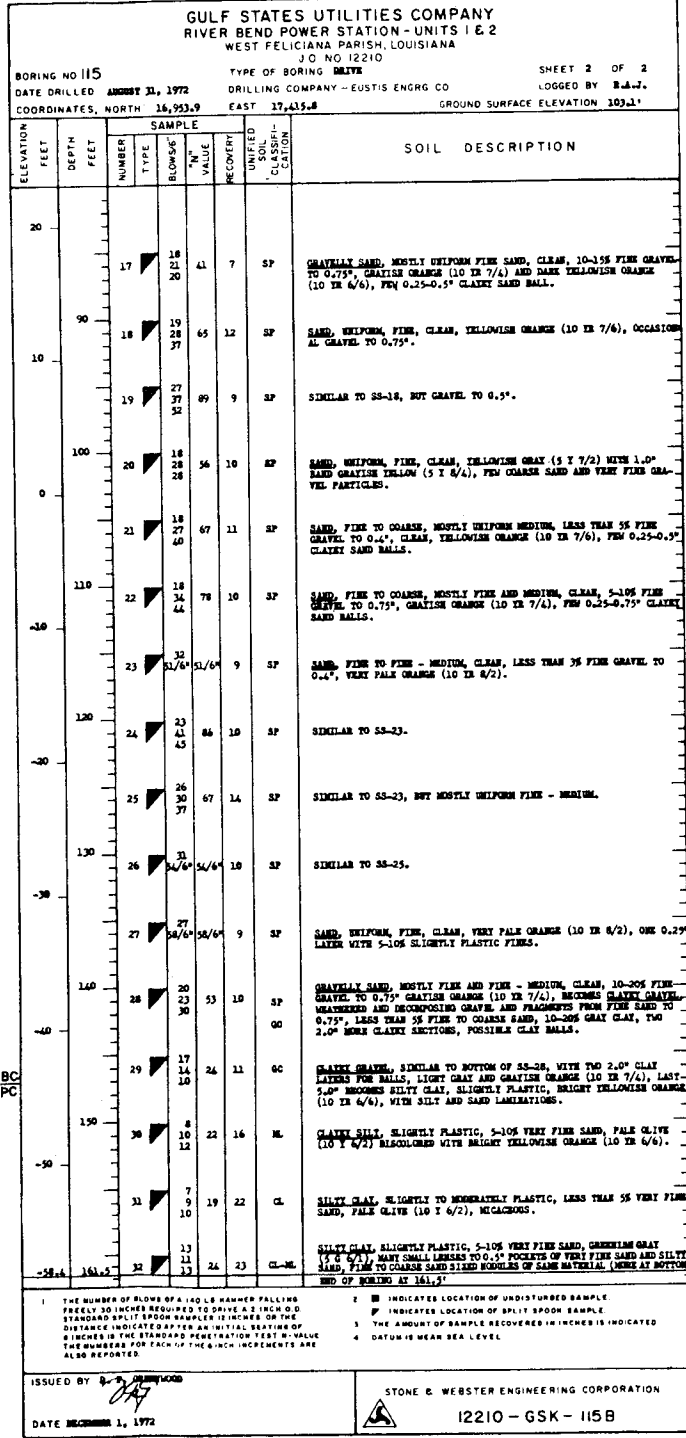 GULF STATES UTILITIES COMPANY
RIVER BEND POWER STATION - UNITS 1 & 2
WEST FELICIANA PARISH, LOUISIANA
J O NO 12210
BORING NO 115 TYPE OF BORING DRIVE SHEET 2 OF 2
DATE DRILLED AUGUST 31, 1972 DRILLING COMPANY - EUSTIS ENGRG CO LOGGED BY R.A.J.
COORDINATES, NORTH 16,953.9 EAST 17,415.8 GROUND SURFACE ELEVATION 103.1'
ELEVATION FEET
DEPTH FEET
SAMPLE
NUMBER
TYPE
BLOWS/6"
"N" VALUE
RECOVERY
UNIFIED SOIL CLASSIFICATION
SOIL DESCRIPTION
20
17 18 21 20 41 7 SP GRAVELLY SAND, MOSTLY UNIFORM FINE SAND, CLEAN, 10-15% FINE GRAVEL
TO 0.75", GRAYISH ORANGE (10 YR 7/4) AND DARK YELLOWISH ORANGE
(10 YR 6/6), FEW 0.25-0.5" CLAYEY SAND BALL.
90
18 19 28 37 65 12 SP SAND, UNIFORM, FINE, CLEAN, YELLOWISH ORANGE (10 YR 7/6), OCCASION
AL GRAVEL TO 0.75".
10
19 27 37 52 89 9 SP SIMILAR TO SS-18, BUT GRAVEL TO 0.5".
100
20 18 28 28 56 10 SP SAND, UNIFORM, FINE, CLEAN, YELLOWISH GRAY (5 Y 7/2) WITH 1.0"
BAND GRAYISH YELLOW (5 Y 8/4), FEW COARSE SAND AND VERY FINE GRA-
VEL PARTICLES.
0
21 18 27 40 67 11 SP SAND, FINE TO COARSE, MOSTLY UNIFORM MEDIUM, LESS THAN 5% FINE
GRAVEL TO 0.4", CLEAN, YELLOWISH ORANGE (10 YR 7/6), FEW 0.25-0.5"
CLAYEY SAND BALLS.
110
22 18 34 44 78 10 SP SAND, FINE TO COARSE, MOSTLY FINE AND MEDIUM, CLEAN, 5-10% FINE
GRAVEL TO 0.75", GRAYISH ORANGE (10 YR 7/4), FEW 0.25-0.75" CLAYEY
SAND BALLS.
-10
23 32 51/6" 51/6" 9 SP SAND, FINE TO FINE - MEDIUM, CLEAN, LESS THAN 3% FINE GRAVEL TO
0.4", VERY PALE ORANGE (10 YR 8/2).
120
24 23 41 45 86 10 SP SIMILAR TO SS-23.
-20
25 26 30 37 67 14 SP SIMILAR TO SS-23, BUT MOSTLY UNIFORM FINE - MEDIUM.
130
26 31 54/6" 54/6" 10 SP SIMILAR TO SS-25.
-30
27 27 58/6" 58/6" 9 SP SAND, UNIFORM, FINE, CLEAN, VERY PALE ORANGE (10 YR 8/2), ONE 0.25"
LAYER WITH 5-10% SLIGHTLY PLASTIC FINES.
140
28 20 23 30 53 10 SP GC GRAVELLY SAND, MOSTLY FINE AND FINE - MEDIUM, CLEAN, 10-20% FINE
GRAVEL TO 0.75" GRAYISH ORANGE (10 YR 7/4), BECOMES CLAYEY GRAVEL,
WEATHERED AND DECOMPOSING GRAVEL AND FRAGMENTS FROM FINE SAND TO
0.75", LESS THAN 5% FINE TO COARSE SAND, 10-20% GRAY CLAY, TWO
2.0" MORE CLAYEY SECTIONS, POSSIBLE CLAY BALLS.
-40
BC
PC
29 17 14 10 24 11 GC CLAYEY GRAVEL, SIMILAR TO BOTTOM OF SS-28, WITH TWO 2.0" CLAY
LAYERS FOR BALLS, LIGHT GRAY AND GRAYISH ORANGE (10 YR 7/4), LAST
5.0" BECOMES SILTY CLAY, SLIGHTLY PLASTIC, BRIGHT YELLOWISH ORANGE
(10 YR 6/6), WITH SILT AND SAND LAMINATIONS.
150
30 8 10 12 22 16 ML CLAYEY SILT, SLIGHTLY PLASTIC, 5-10% VERY FINE SAND, PALE OLIVE
(10 Y 6/2) DISCOLORED WITH BRIGHT YELLOWISH ORANGE (10 YR 6/6).
-50
31 7 9 10 19 22 CL SILTY CLAY, SLIGHTLY TO MODERATELY PLASTIC, LESS THAN 5% VERY FINE
SAND, PALE OLIVE (10 Y 6/2), MICACEOUS.
-58.4 161.5 32 13 11 13 24 23 CL-ML SILTY CLAY, SLIGHTLY PLASTIC, 5-10% VERY FINE SAND, GREENISH GRAY
(5 G 6/1), MANY SMALL LENSES TO 0.5" POCKETS OF VERY FINE SAND AND SILTY
SAND, FINE TO COARSE SAND SIZED NODULES OF SAME MATERIAL (MORE AT BOTTOM
END OF BORING AT 161.5'
1 THE NUMBER OF BLOWS OF A 140 LB HAMMER FALLING
FREELY 30 INCHES REQUIRED TO DRIVE A 2 INCH O.D.
STANDARD SPLIT SPOON SAMPLER 12 INCHES OR THE
DISTANCE INDICATED AFTER AN INITIAL SEATING OF
6 INCHES IS THE STANDARD PENETRATION TEST N-VALUE
THE NUMBERS FOR EACH OF THE 6-INCH INCREMENTS ARE
ALSO REPORTED.
2 INDICATES LOCATION OF UNDISTURBED SAMPLE.
INDICATES LOCATION OF SPLIT SPOON SAMPLE.
3 THE AMOUNT OF SAMPLE RECOVERED IN INCHES IS INDICATED
4 DATUM IS MEAN SEA LEVEL
ISSUED BY
DATE DECEMBER 1, 1972
STONE & WEBSTER ENGINEERING CORPORATION
12210 - GSK - 115B